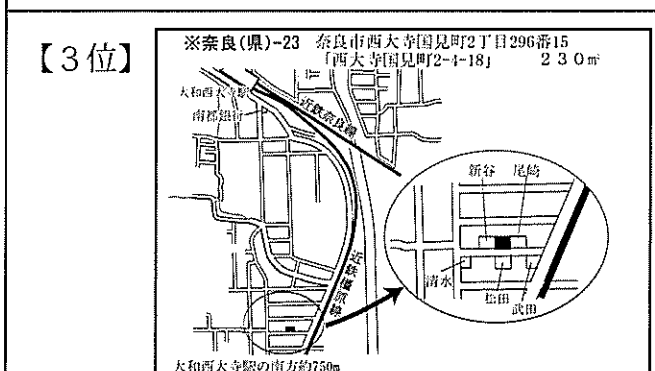 【3位】
※奈良(県)-23 奈良市西大寺国見町2丁目296番15
「西大寺国見町2-4-18」 230㎡
大和西大寺駅
南都銀行
近鉄奈良線
新谷 尾崎
近鉄橿原線
清水
松田
武田
大和西大寺駅の南方約750m